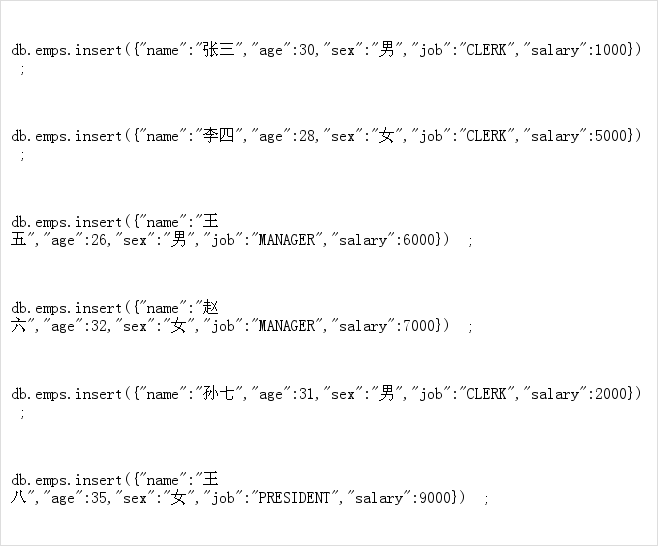 db.emps.insert({"name":"张三","age":30,"sex":"男","job":"CLERK","salary":1000})
;
db.emps.insert({"name":"李四","age":28,"sex":"女","job":"CLERK","salary":5000})
;
db.emps.insert({"name":"王
五","age":26,"sex":"男","job":"MANAGER","salary":6000}) ;
db.emps.insert({"name":"赵
六","age":32,"sex":"女","job":"MANAGER","salary":7000}) ;
db.emps.insert({"name":"孙七","age":31,"sex":"男","job":"CLERK","salary":2000})
;
db.emps.insert({"name":"王
八","age":35,"sex":"女","job":"PRESIDENT","salary":9000}) ;